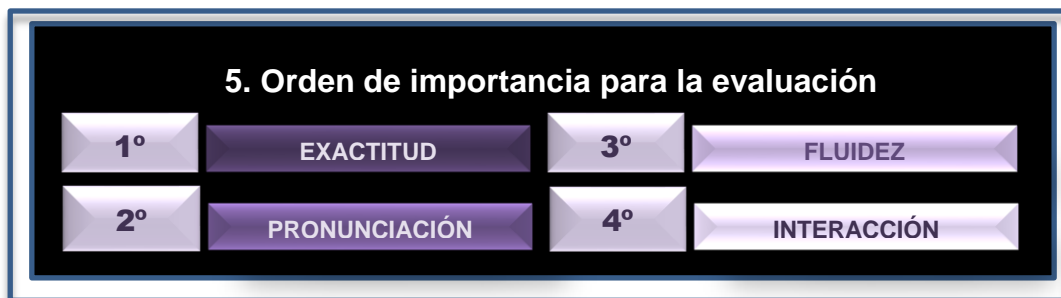 5. Orden de importancia para la evaluación
1º EXACTITUD 3º FLUIDEZ
2º PRONUNCIACIÓN 4º INTERACCIÓN